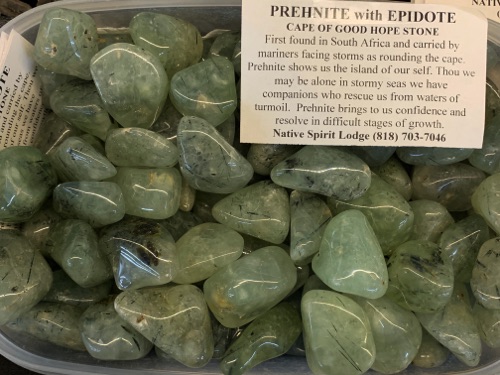 PREHNITE with EPIDOTE
CAPE OF GOOD HOPE STONE
First found in South Africa and carried by
mariners facing storms as rounding the cape.
Prehnite shows us the island of our self. Thou we
may be alone in stormy seas we have
companions who rescue us from waters of
turmoil. Prehnite brings to us confidence and
resolve in difficult stages of growth.
Native Spirit Lodge (818) 703-7046